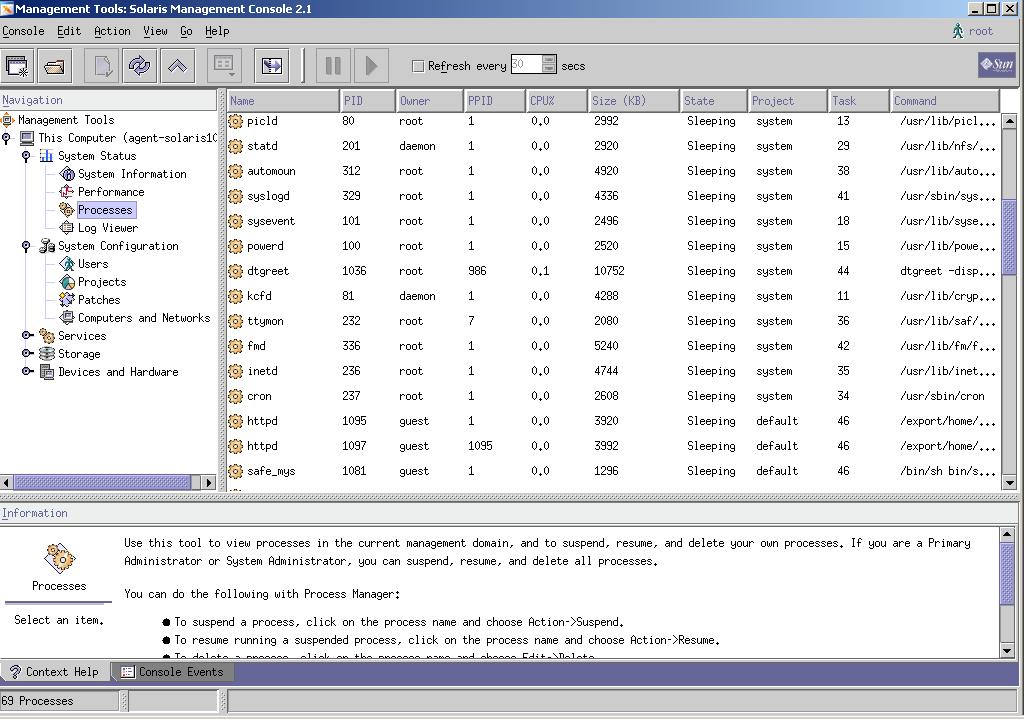 Management Tools: Solaris Management Console 2.1
Console Edit Action View Go Help
root
Refresh every 30 secs
Sun
Navigation
Management Tools
This Computer (agent-solaris10
System Status
System Information
Performance
Processes
Log Viewer
System Configuration
Users
Projects
Patches
Computers and Networks
Services
Storage
Devices and Hardware
Name PID Owner PPID CPU% Size (KB) State Project Task Command
picld 80 root 1 0.0 2992 Sleeping system 13 /usr/lib/picl...
statd 201 daemon 1 0.0 2920 Sleeping system 29 /usr/lib/nfs/...
automoun 312 root 1 0.0 4920 Sleeping system 38 /usr/lib/auto...
syslogd 329 root 1 0.0 4336 Sleeping system 41 /usr/sbin/sys...
sysevent 101 root 1 0.0 2496 Sleeping system 18 /usr/lib/syse...
powerd 100 root 1 0.0 2520 Sleeping system 15 /usr/lib/powe...
dtgreet 1036 root 986 0.1 10752 Sleeping system 44 dtgreet -disp...
kcfd 81 daemon 1 0.0 4288 Sleeping system 11 /usr/lib/cryp...
ttymon 232 root 7 0.0 2080 Sleeping system 36 /usr/lib/saf/...
fmd 336 root 1 0.0 5240 Sleeping system 42 /usr/lib/fm/f...
inetd 236 root 1 0.0 4744 Sleeping system 35 /usr/lib/inet...
cron 237 root 1 0.0 2608 Sleeping system 34 /usr/sbin/cron
httpd 1095 guest 1 0.0 3920 Sleeping default 46 /export/home/...
httpd 1097 guest 1095 0.0 3992 Sleeping default 46 /export/home/...
safe_mys 1081 guest 1 0.0 1296 Sleeping default 46 /bin/sh bin/s...
Information
Processes
Select an item.
Use this tool to view processes in the current management domain, and to suspend, resume, and delete your own processes. If you are a Primary
Administrator or System Administrator, you can suspend, resume, and delete all processes.
You can do the following with Process Manager:
● To suspend a process, click on the process name and choose Action->Suspend.
● To resume running a suspended process, click on the process name and choose Action->Resume.
● To delete a process, click on the process name and choose Edit->Delete.
Context Help
Console Events
69 Processes